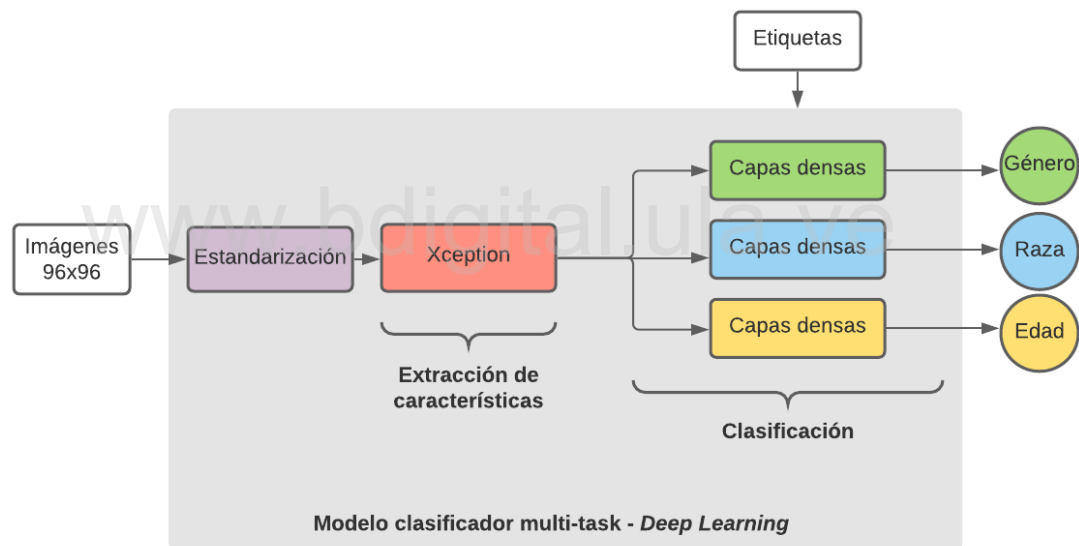 Etiquetas
Imágenes
96x96
Estandarización
Xception
Capas densas
Capas densas
Capas densas
Género
Raza
Edad
Extracción de
características
Clasificación
Modelo clasificador multi-task - Deep Learning
www.bdigital.ula.ve